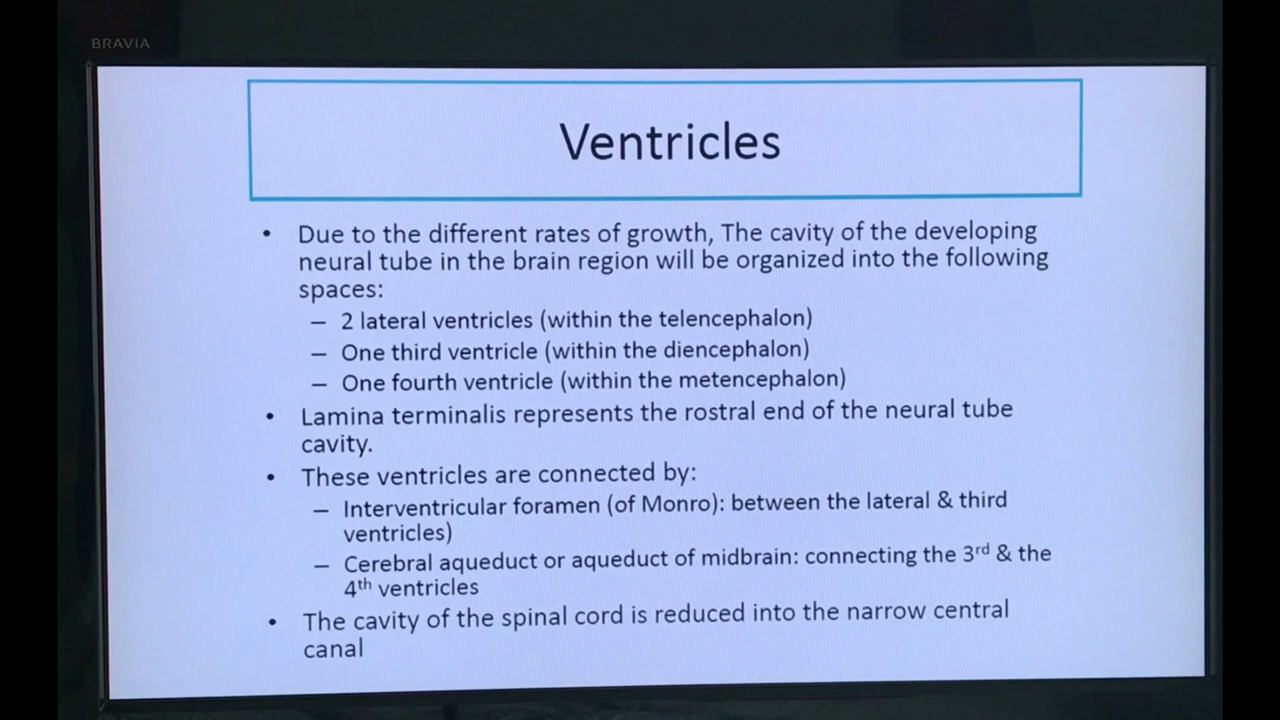 BRAVIA
Ventricles
• Due to the different rates of growth, The cavity of the developing
neural tube in the brain region will be organized into the following
spaces:
– 2 lateral ventricles (within the telencephalon)
– One third ventricle (within the diencephalon)
– One fourth ventricle (within the metencephalon)
• Lamina terminalis represents the rostral end of the neural tube
cavity.
• These ventricles are connected by:
– Interventricular foramen (of Monro): between the lateral & third
ventricles)
– Cerebral aqueduct or aqueduct of midbrain: connecting the 3rd & the
4th ventricles
• The cavity of the spinal cord is reduced into the narrow central
canal